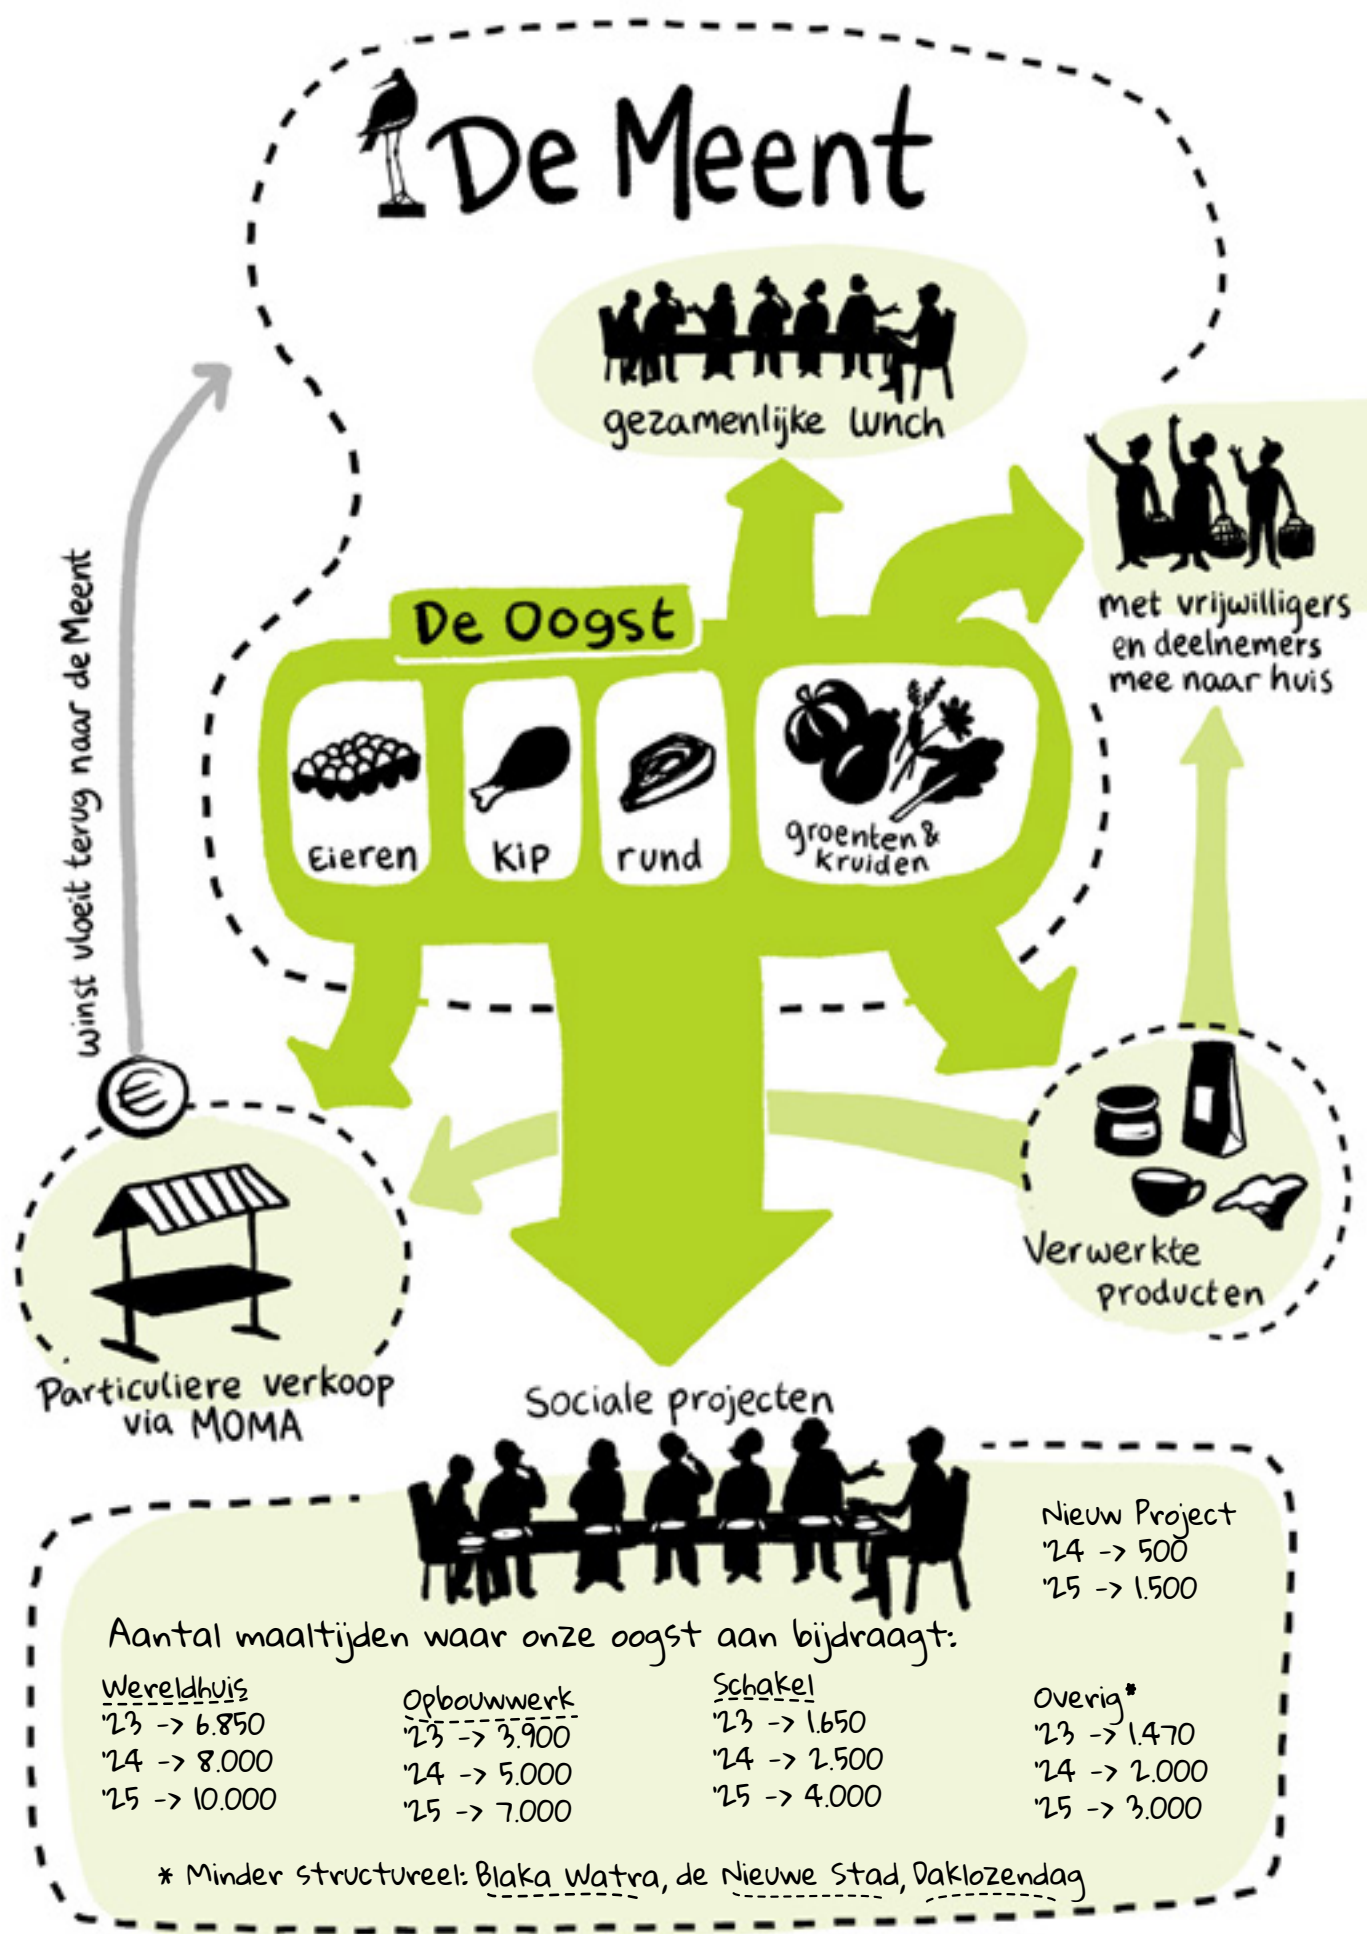 De Meent
gezamenlijke lunch
met vrijwilligers
en deelnemers
mee naar huis
winst vloeit terug naar de Meent
De Oogst
Eieren
Kip
rund
groenten &
kruiden
€
Verwerkte
producten
Particuliere verkoop
via MOMA
Sociale projecten
Nieuw Project
'24 -> 500
'25 -> 1.500
Aantal maaltijden waar onze oogst aan bijdraagt:
Wereldhuis
'23 -> 6.850
'24 -> 8.000
'25 -> 10.000
Opbouwwerk
'23 -> 3.900
'24 -> 5.000
'25 -> 7.000
Schakel
'23 -> 1.650
'24 -> 2.500
'25 -> 4.000
Overig*
'23 -> 1.470
'24 -> 2.000
'25 -> 3.000
* Minder structureel: Blaka Watra, de Nieuwe Stad, Daklozendag